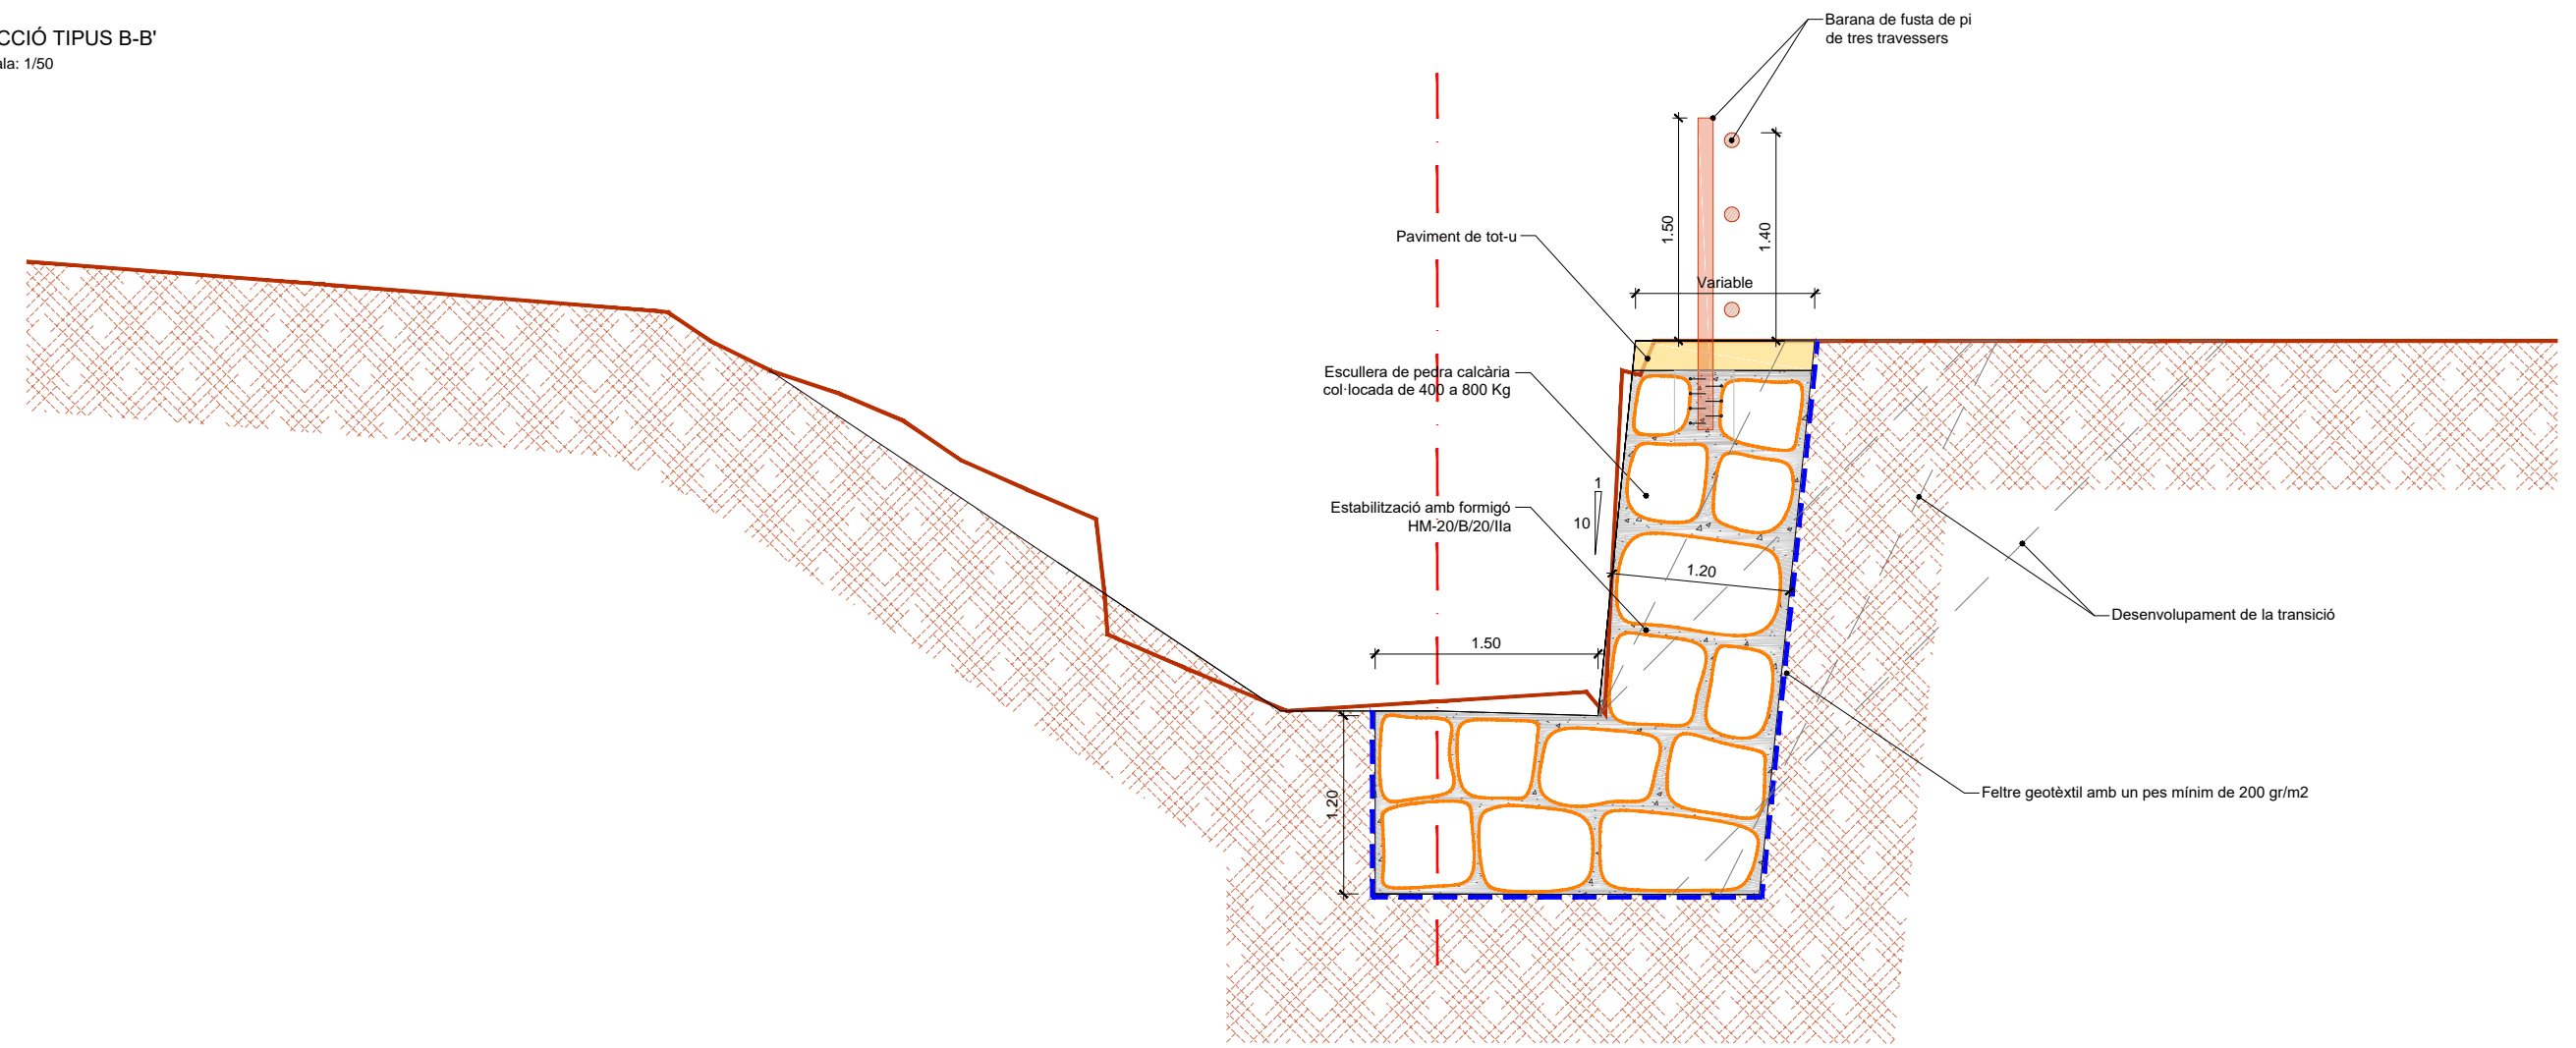 CCIÓ TIPUS B-B'
ala: 1/50
Barana de fusta de pi
de tres travessers
1.50
1.40
Paviment de tot-u
Variable
Escullera de pedra calcària
col·locada de 400 a 800 Kg
1
10
Estabilització amb formigó
HM-20/B/20/IIa
1.20
1.50
Desenvolupament de la transició
1.20
Feltre geotèxtil amb un pes mínim de 200 gr/m2